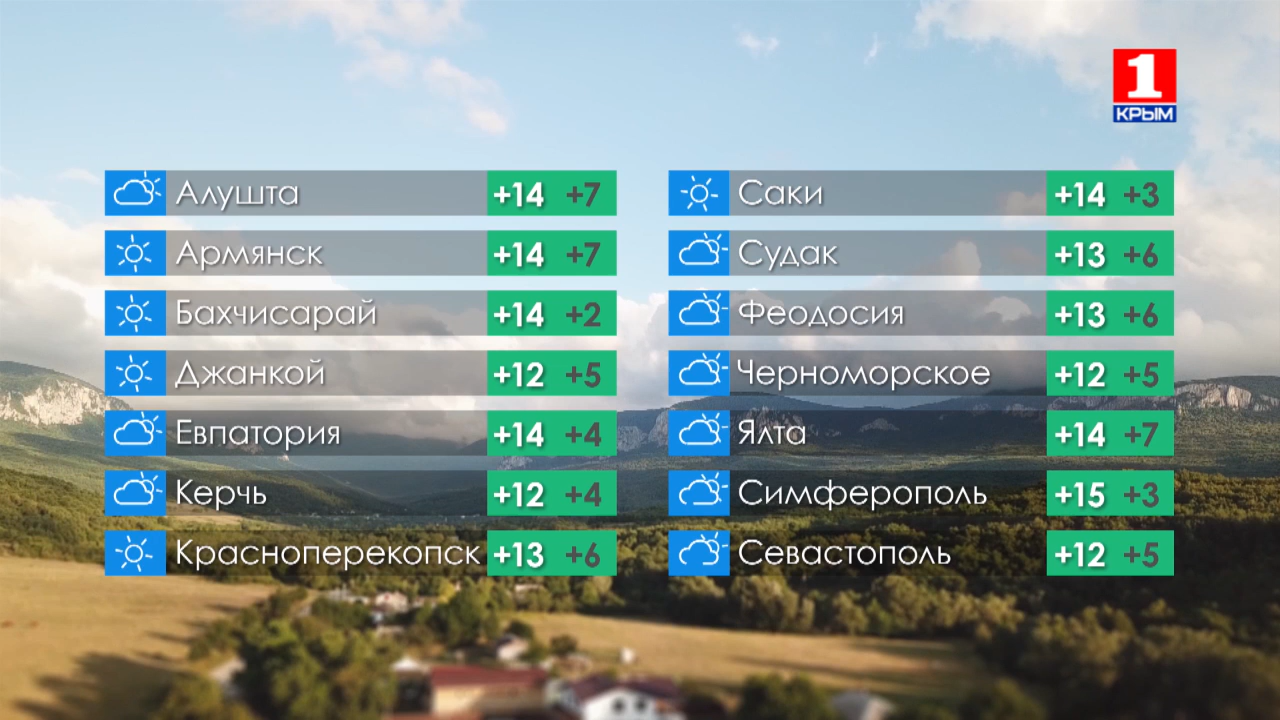 1
КРЫМ
Алушта +14 +7
Армянск +14 +7
Бахчисарай +14 +2
Джанкой +12 +5
Евпатория +14 +4
Керчь +12 +4
Красноперекопск +13 +6
Саки +14 +3
Судак +13 +6
Феодосия +13 +6
Черноморское +12 +5
Ялта +14 +7
Симферополь +15 +3
Севастополь +12 +5